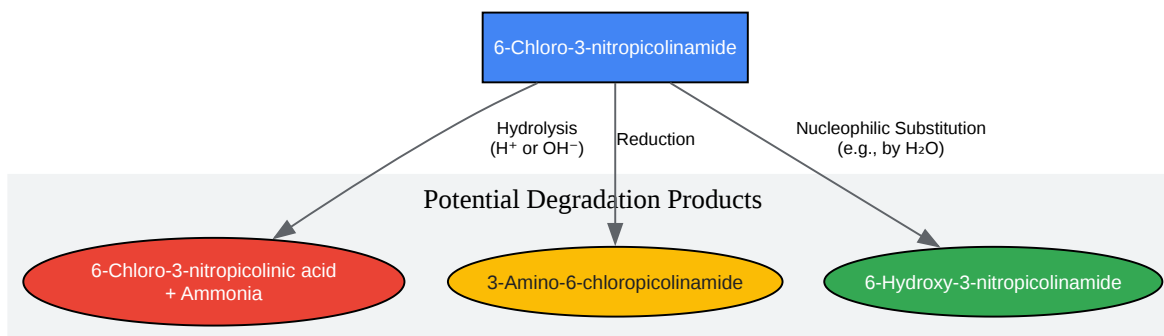 6-Chloro-3-nitropicolinamide
Hydrolysis
(H⁺ or OH⁻)
Reduction
Nucleophilic Substitution
(e.g., by H₂O)
Potential Degradation Products
6-Chloro-3-nitropicolinic acid
+ Ammonia
3-Amino-6-chloropicolinamide
6-Hydroxy-3-nitropicolinamide